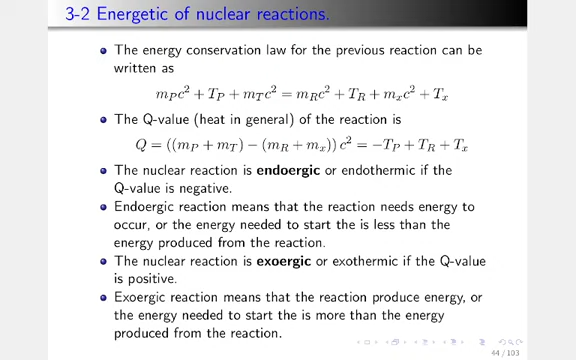 3-2 Energetic of nuclear reactions.
The energy conservation law for the previous reaction can be
written as
m_P c² + T_P + m_T c² = m_R c² + T_R + m_x c² + T_x
The Q-value (heat in general) of the reaction is
Q = ((m_P + m_T) − (m_R + m_x)) c² = −T_P + T_R + T_x
The nuclear reaction is endoergic or endothermic if the
Q-value is negative.
Endoergic reaction means that the reaction needs energy to
occur, or the energy needed to start the is less than the
energy produced from the reaction.
The nuclear reaction is exoergic or exothermic if the Q-value
is positive.
Exoergic reaction means that the reaction produce energy, or
the energy needed to start the is more than the energy
produced from the reaction.
44 / 103